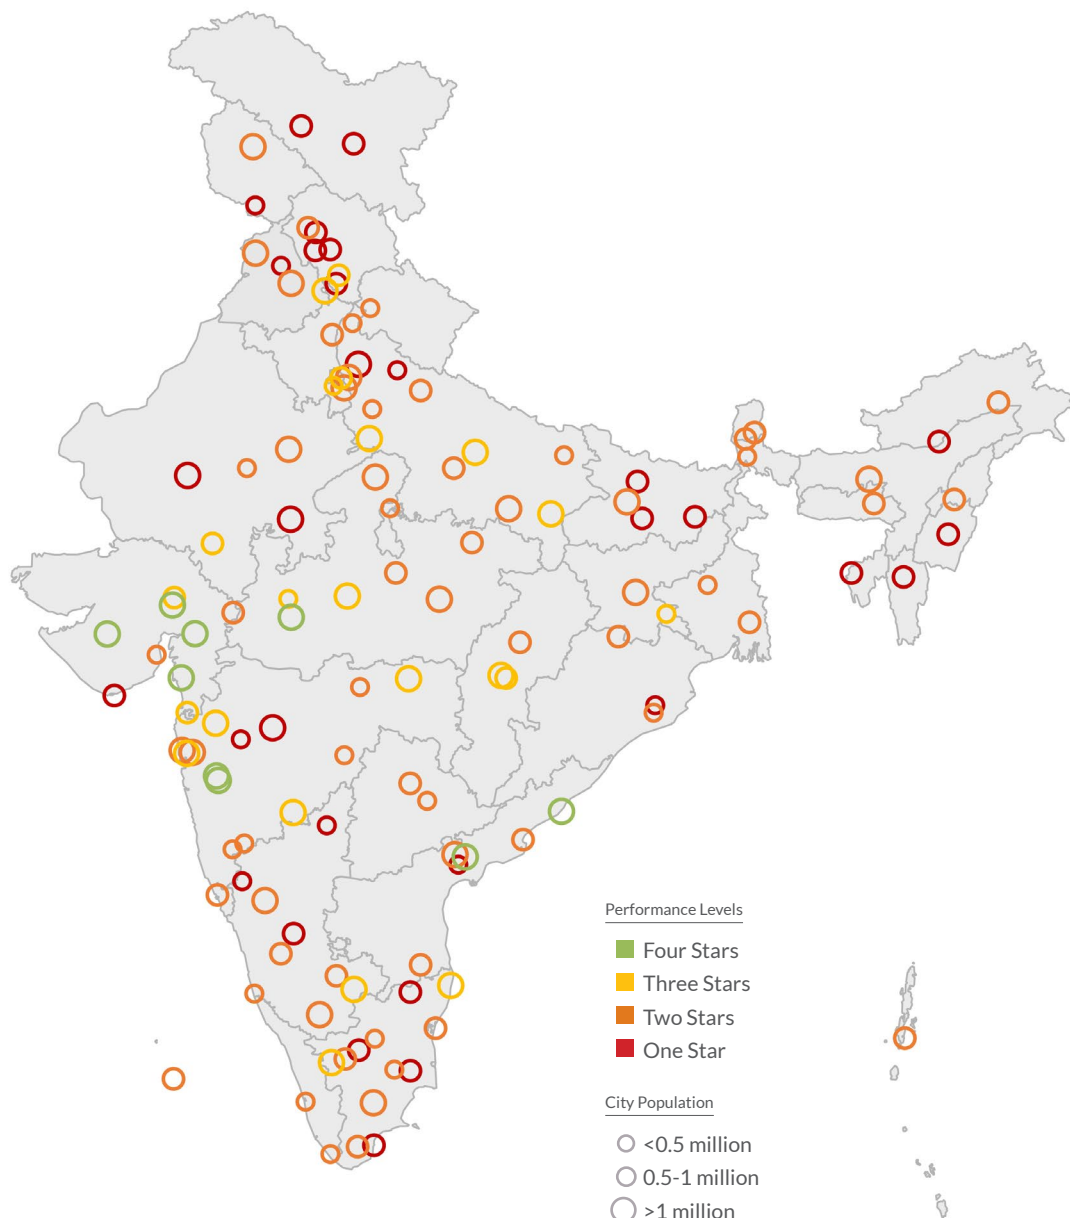 Performance Levels
Four Stars
Three Stars
Two Stars
One Star
City Population
<0.5 million
0.5-1 million
>1 million